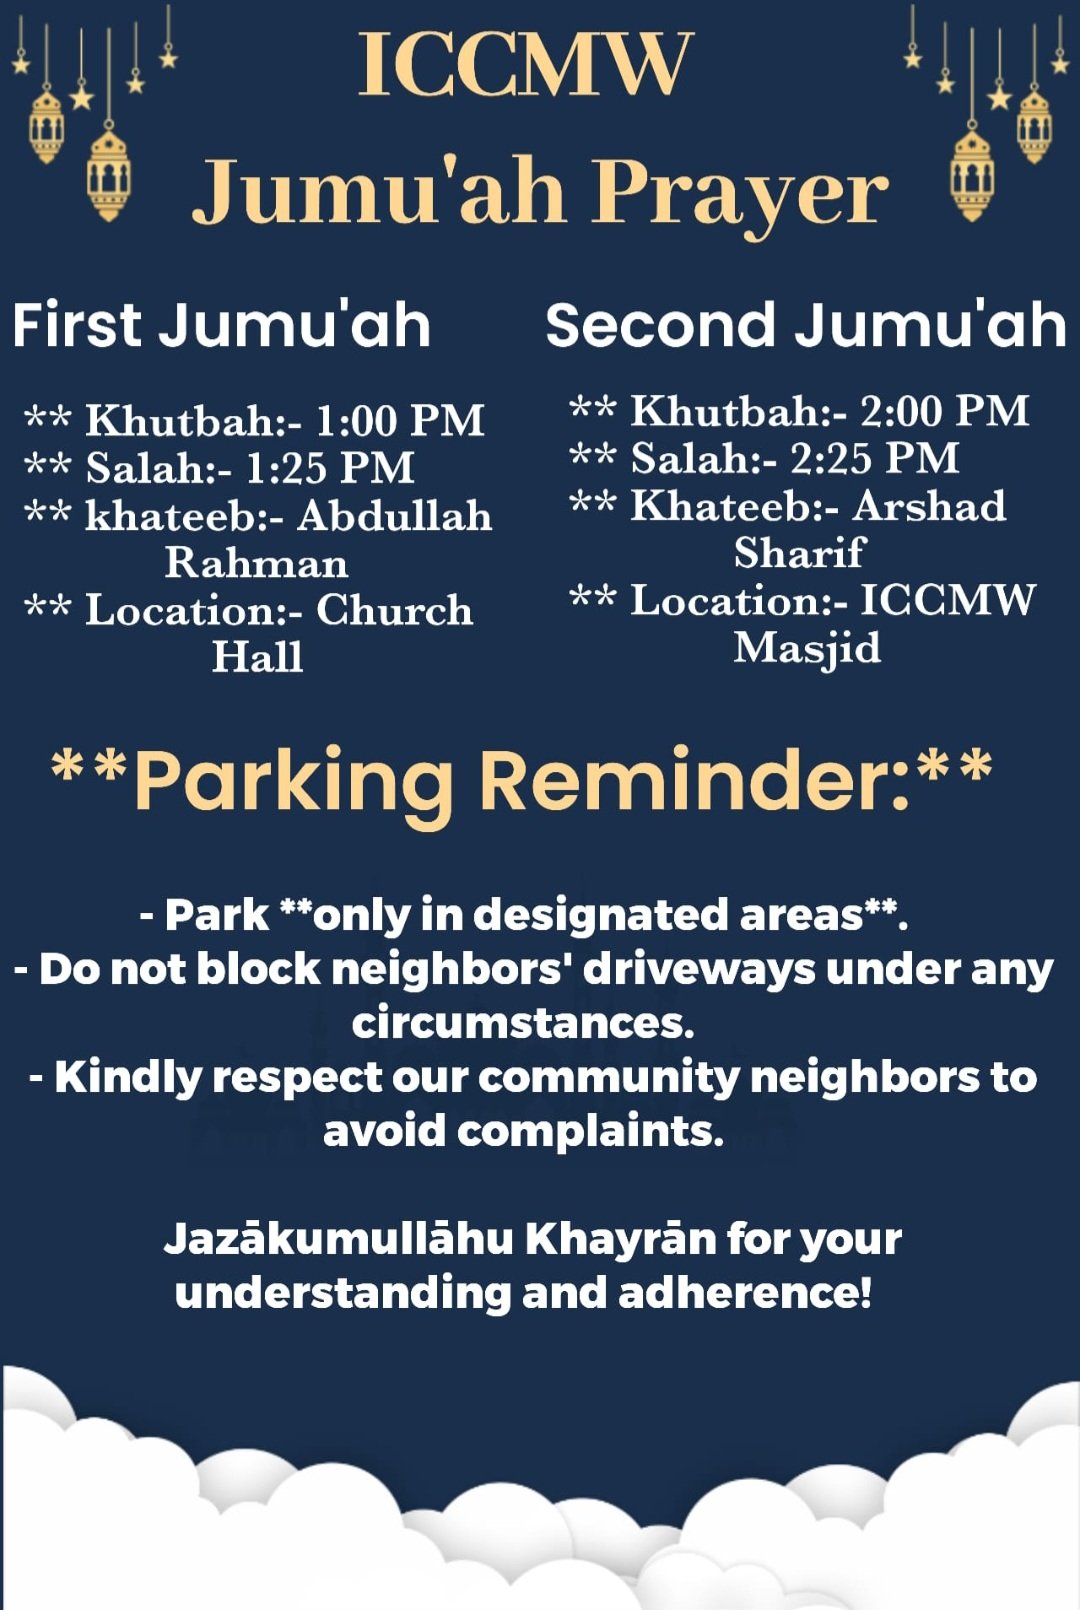 ICCMW
Jumu'ah Prayer
First Jumu'ah
** Khutbah:- 1:00 PM
** Salah:- 1:25 PM
** khateeb:- Abdullah
Rahman
** Location:- Church
Hall
Second Jumu'ah
** Khutbah:- 2:00 PM
** Salah:- 2:25 PM
** Khateeb:- Arshad
Sharif
** Location:- ICCMW
Masjid
**Parking Reminder:**
- Park **only in designated areas**.
- Do not block neighbors' driveways under any
circumstances.
- Kindly respect our community neighbors to
avoid complaints.
Jazākumullāhu Khayrān for your
understanding and adherence!